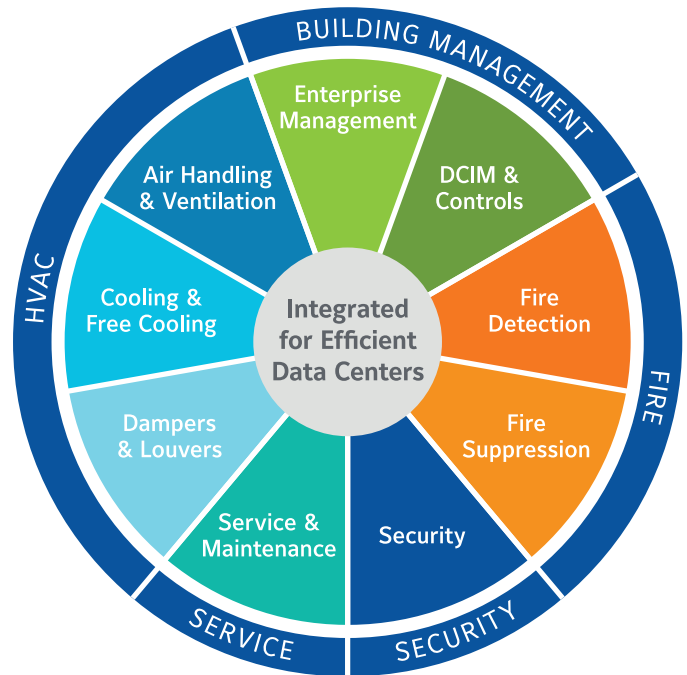 BUILDING MANAGEMENT
Enterprise
Management
DCIM &
Controls
Air Handling
& Ventilation
HVAC
Cooling &
Free Cooling
Integrated
for Efficient
Data Centers
Fire
Detection
FIRE
Dampers
& Louvers
Fire
Suppression
Service &
Maintenance
Security
SERVICE
SECURITY